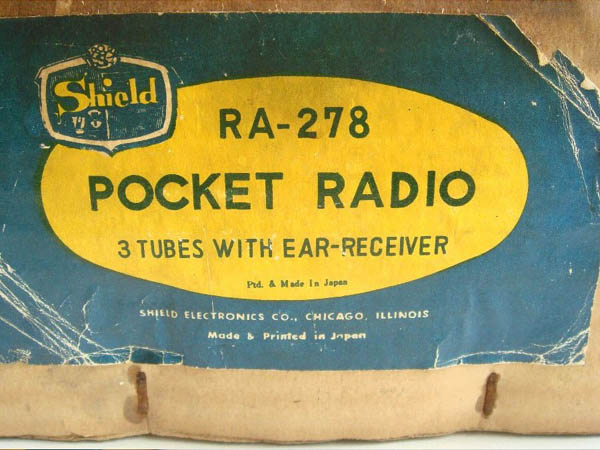 Shield
RA-278
POCKET RADIO
3 TUBES WITH EAR-RECEIVER
Ptd. & Made In Japan
SHIELD ELECTRONICS CO., CHICAGO, ILLINOIS
Made & Printed in Japan